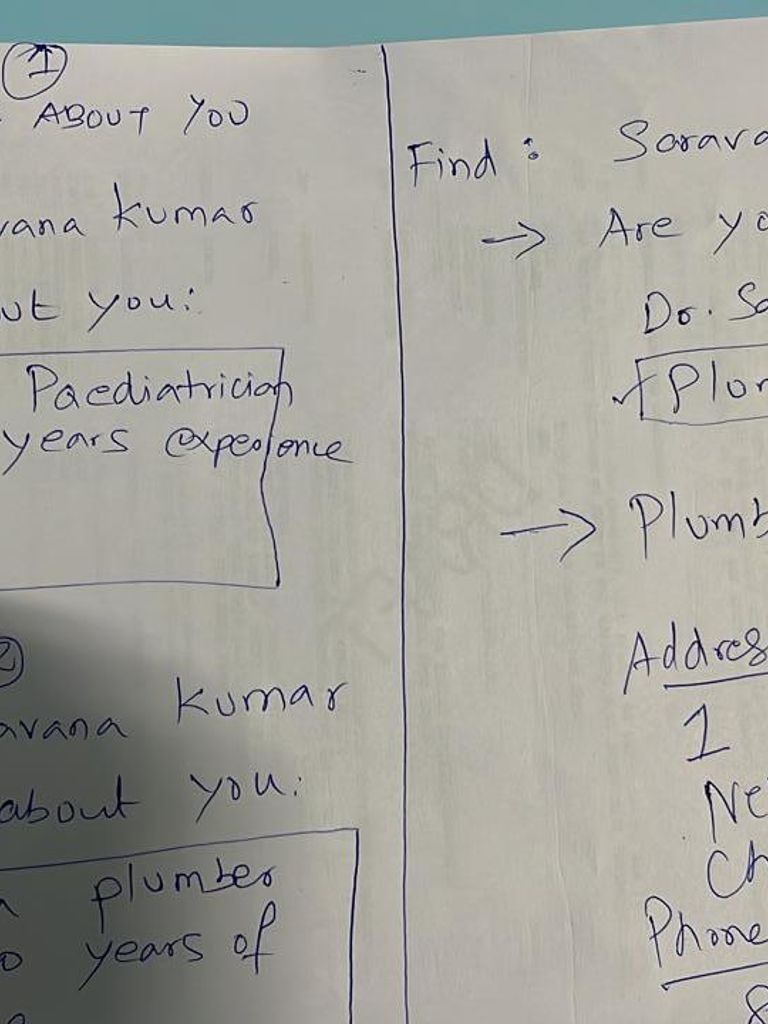 1
ABOUT YOU
vana kumar
ut you:
Paediatrician
years experience
2
avana kumar
about you:
plumber
years of
Find : Sarava
→ Are yo
Dr. Sa
✓ Plum
→ Plumb
Addres
1
Ne
Ch
Phone
8